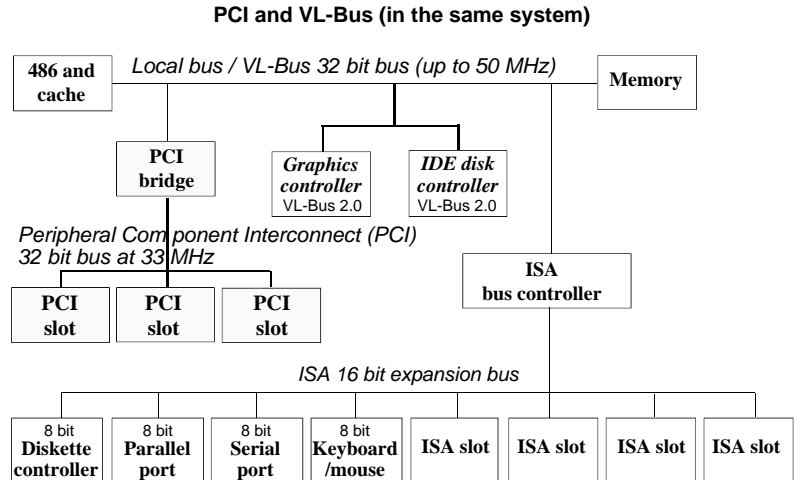 PCI and VL-Bus (in the same system)
486 and
cache
Local bus / VL-Bus 32 bit bus (up to 50 MHz)
Memory
PCI
bridge
Graphics
controller
VL-Bus 2.0
IDE disk
controller
VL-Bus 2.0
Peripheral Component Interconnect (PCI)
32 bit bus at 33 MHz
ISA
bus controller
PCI
slot
PCI
slot
PCI
slot
ISA 16 bit expansion bus
8 bit
Diskette
controller
8 bit
Parallel
port
8 bit
Serial
port
8 bit
Keyboard
/mouse
ISA slot
ISA slot
ISA slot
ISA slot